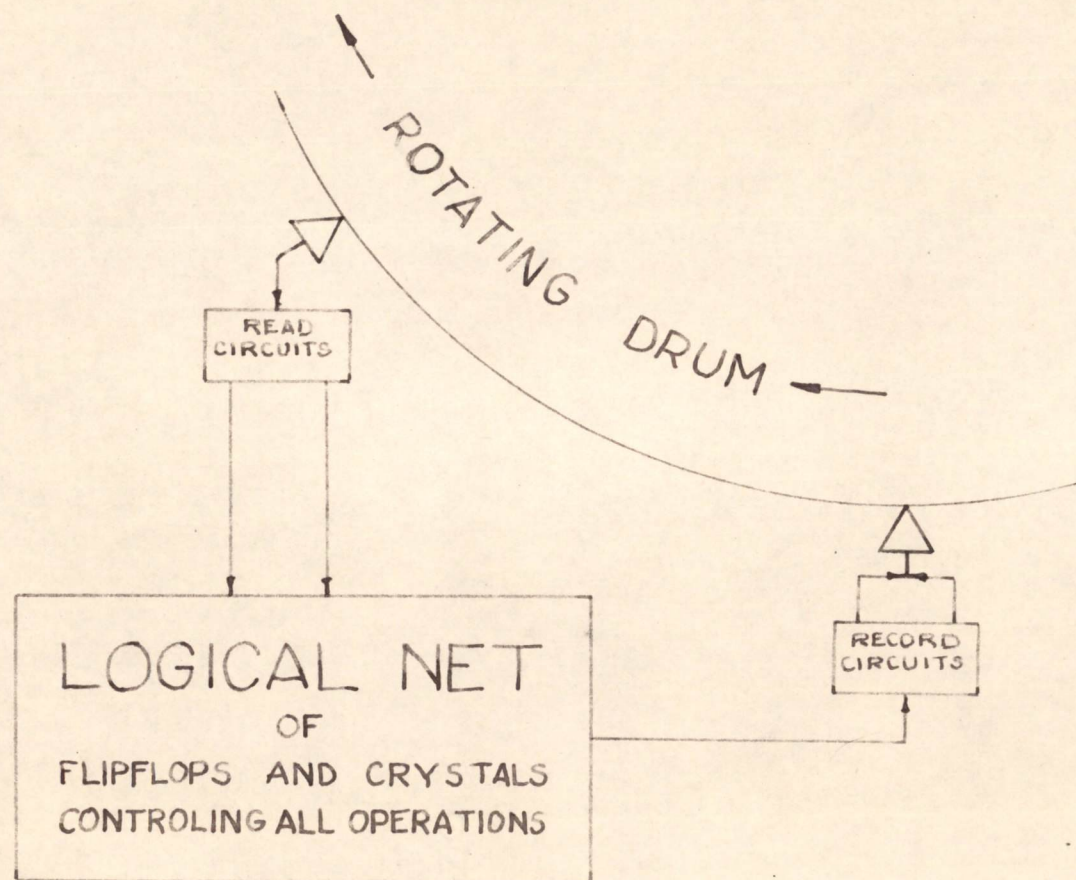 ROTATING DRUM
READ
CIRCUITS
RECORD
CIRCUITS
LOGICAL NET
OF
FLIPFLOPS AND CRYSTALS
CONTROLING ALL OPERATIONS